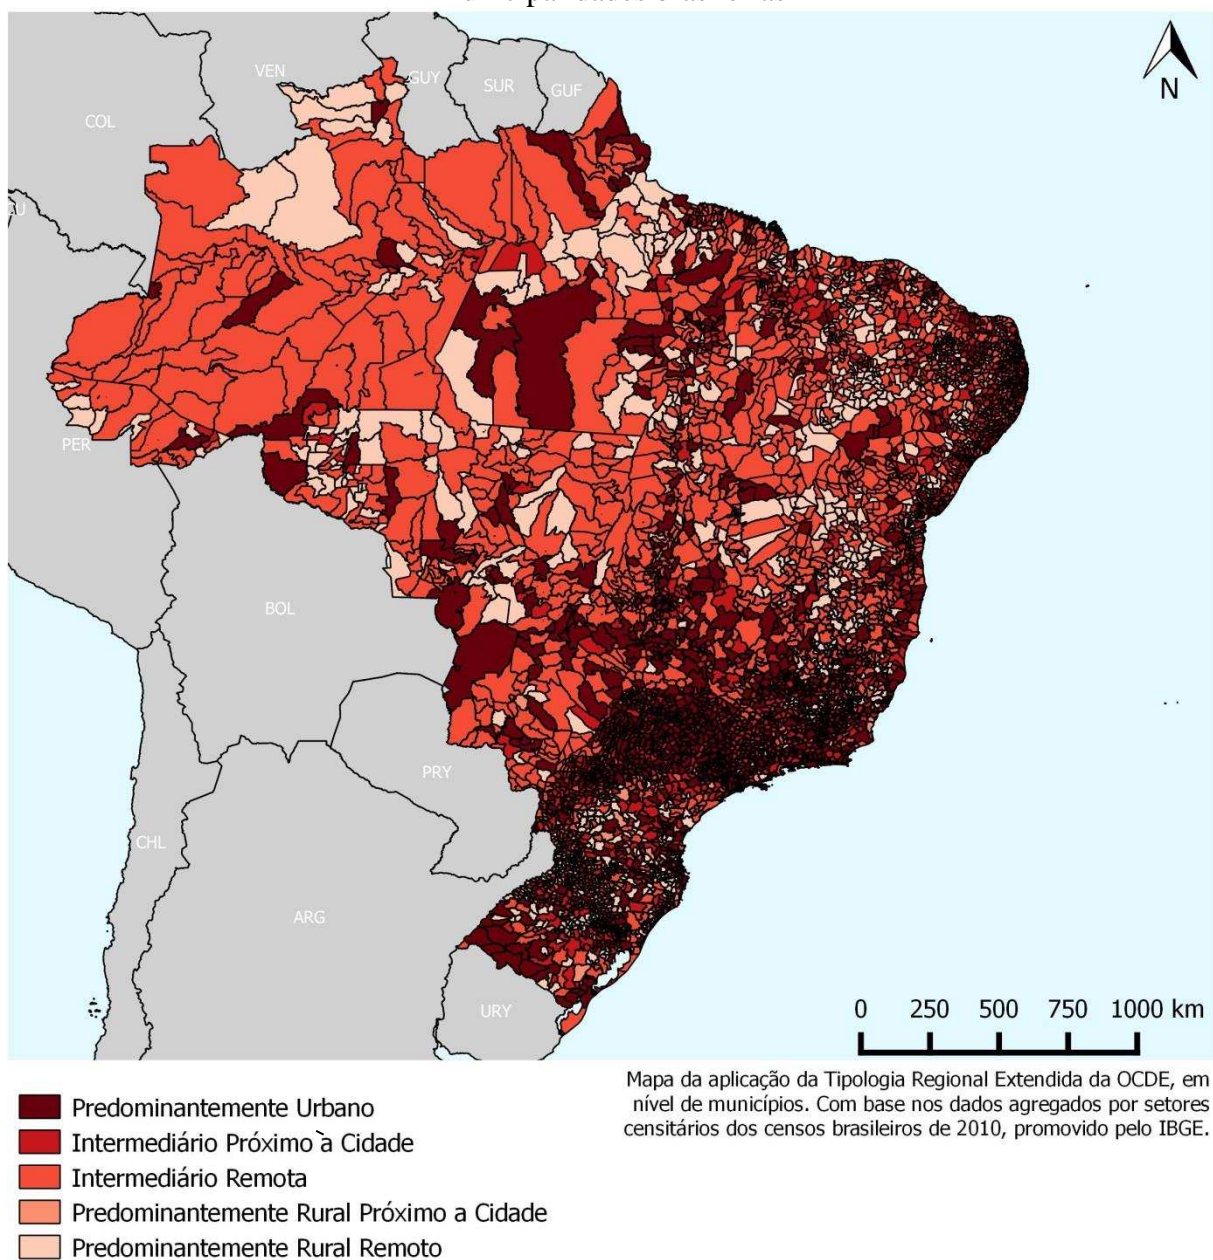 VEN
GUY
SUR
GUF
COL
N
PER
BOL
PRY
CHL
ARG
URY
0 250 500 750 1000 km
Mapa da aplicação da Tipologia Regional Extendida da OCDE, em
nível de municípios. Com base nos dados agregados por setores
censitários dos censos brasileiros de 2010, promovido pelo IBGE.
Predominantemente Urbano
Intermediário Próximo a Cidade
Intermediário Remota
Predominantemente Rural Próximo a Cidade
Predominantemente Rural Remoto